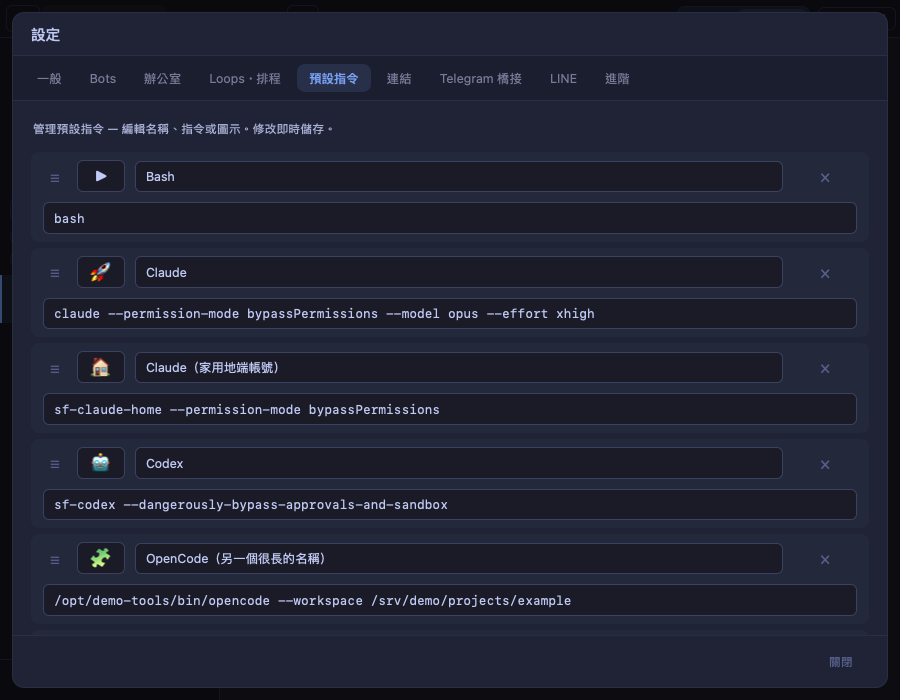 設定
一般 Bots 辦公室 Loops・排程 預設指令 連結 Telegram 橋接 LINE 進階
管理預設指令 — 編輯名稱、指令或圖示。修改即時儲存。
Bash
bash
Claude
claude --permission-mode bypassPermissions --model opus --effort xhigh
Claude（家用地端帳號）
sf-claude-home --permission-mode bypassPermissions
Codex
sf-codex --dangerously-bypass-approvals-and-sandbox
OpenCode（另一個很長的名稱）
/opt/demo-tools/bin/opencode --workspace /srv/demo/projects/example
關閉